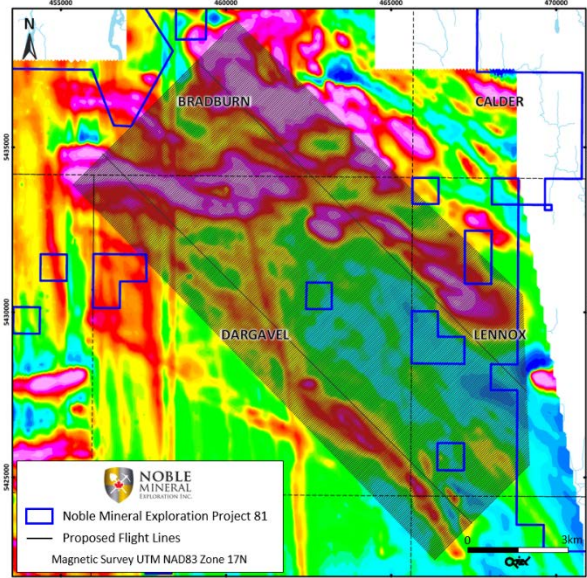 455000
460000
465000
470000
N
BRADBURN
CALDER
5435000
5430000
DARGAVEL
LENNOX
5425000
NOBLE
MINERAL
EXPLORATION INC.
Noble Mineral Exploration Project 81
Proposed Flight Lines
Magnetic Survey UTM NAD83 Zone 17N
0 3km
Orix